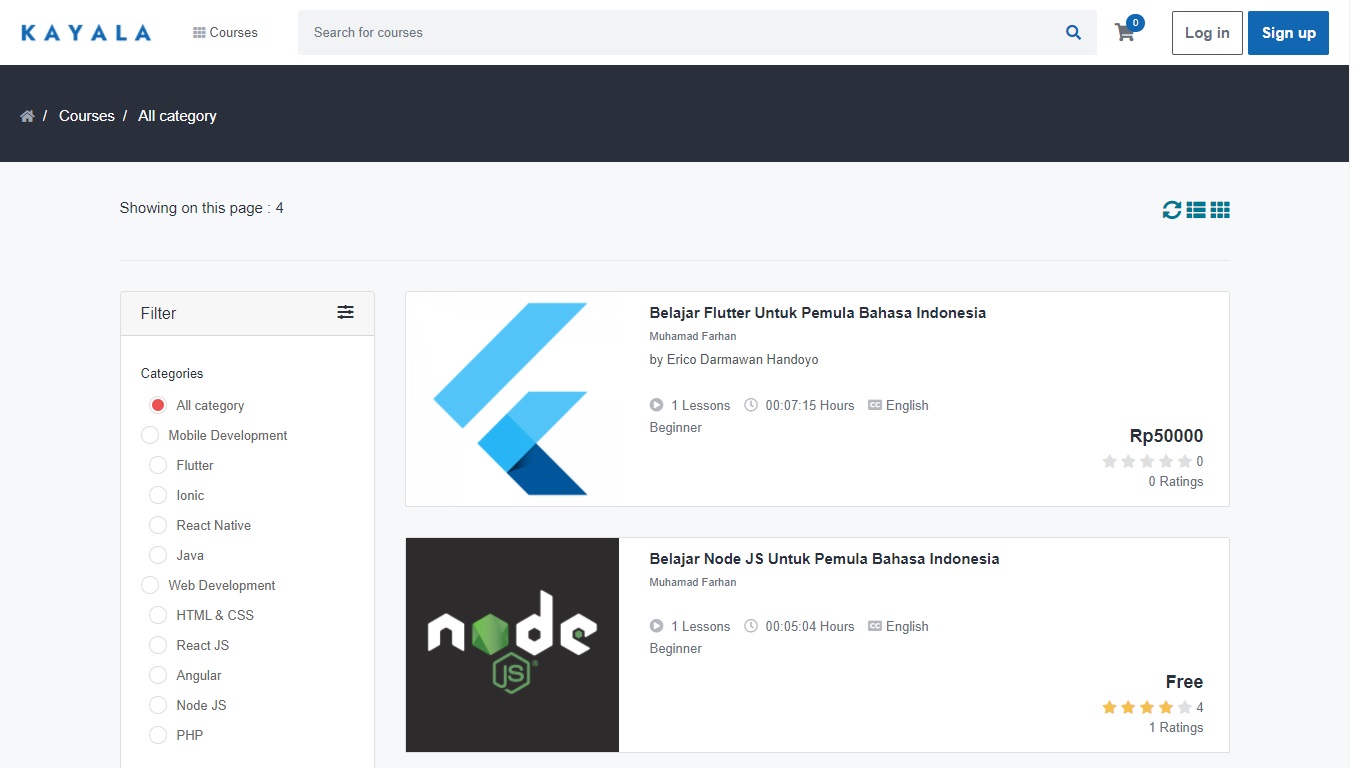 KAYALA
Courses
Search for courses
0
Log in
Sign up
/ Courses / All category
Showing on this page : 4
Filter
Categories
All category
Mobile Development
Flutter
Ionic
React Native
Java
Web Development
HTML & CSS
React JS
Angular
Node JS
PHP
Belajar Flutter Untuk Pemula Bahasa Indonesia
Muhamad Farhan
by Erico Darmawan Handoyo
1 Lessons 00:07:15 Hours CC English
Beginner
Rp50000
0
0 Ratings
node
JS®
Belajar Node JS Untuk Pemula Bahasa Indonesia
Muhamad Farhan
1 Lessons 00:05:04 Hours CC English
Beginner
Free
4
1 Ratings